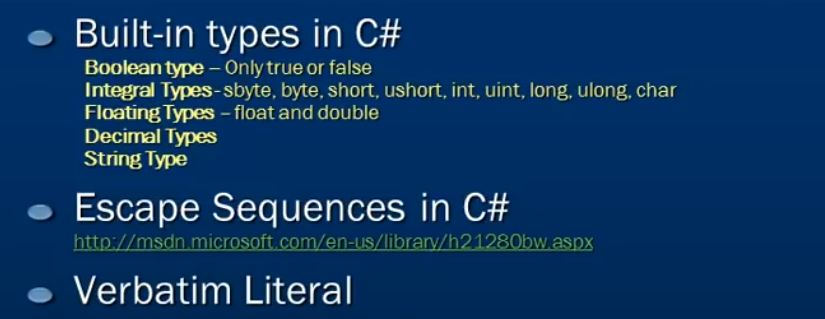 Built-in types in C#
Boolean type – Only true or false
Integral Types - sbyte, byte, short, ushort, int, uint, long, ulong, char
Floating Types – float and double
Decimal Types
String Type
Escape Sequences in C#
http://msdn.microsoft.com/en-us/library/h21280bw.aspx
Verbatim Literal